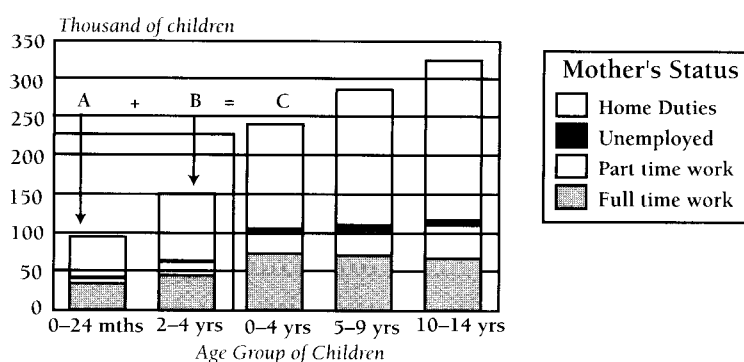 Thousand of children
350
300
250
200
150
100
50
0
A + B = C
0–24 mths 2–4 yrs 0–4 yrs 5–9 yrs 10–14 yrs
Age Group of Children
Mother's Status
Home Duties
Unemployed
Part time work
Full time work